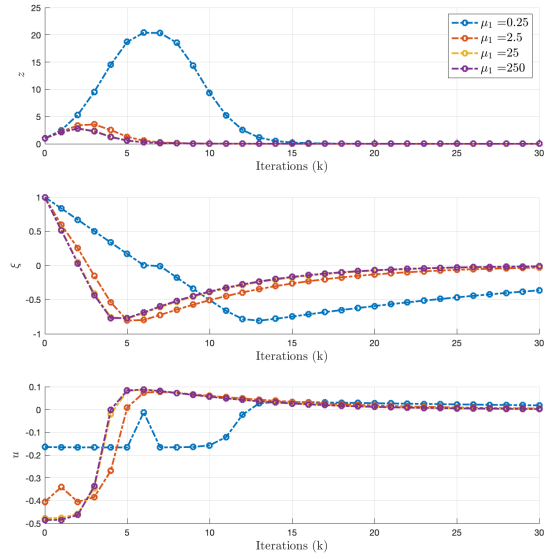 25
20
15
10
5
0
z
0 5 10 15 20 25 30
Iterations (k)
μ₁ =0.25
μ₁ =2.5
μ₁ =25
μ₁ =250
1
0.5
0
-0.5
-1
ξ
0 5 10 15 20 25 30
Iterations (k)
0.1
0
-0.1
-0.2
-0.3
-0.4
-0.5
u
0 5 10 15 20 25 30
Iterations (k)